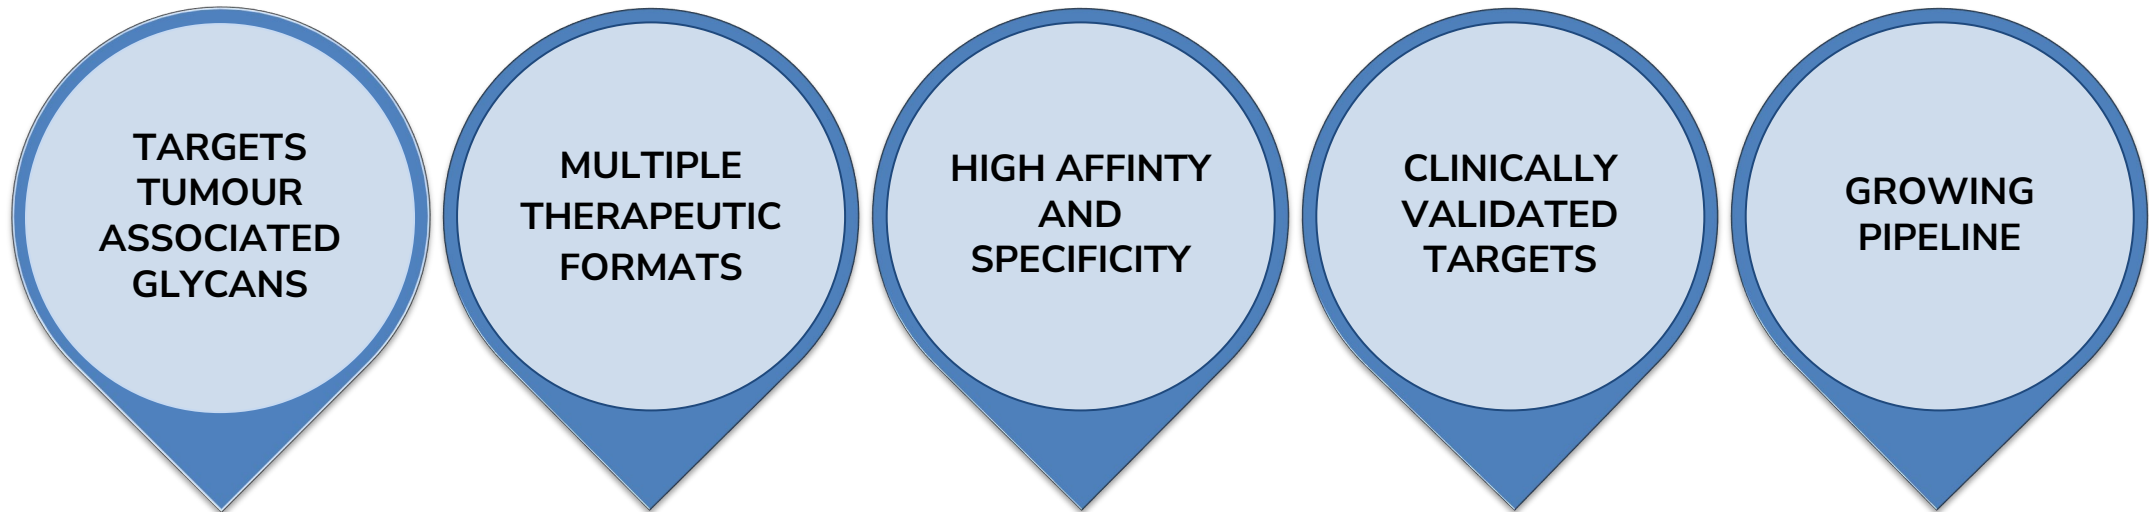 TARGETS
TUMOUR
ASSOCIATED
GLYCANS
MULTIPLE
THERAPEUTIC
FORMATS
HIGH AFFINTY
AND
SPECIFICITY
CLINICALLY
VALIDATED
TARGETS
GROWING
PIPELINE